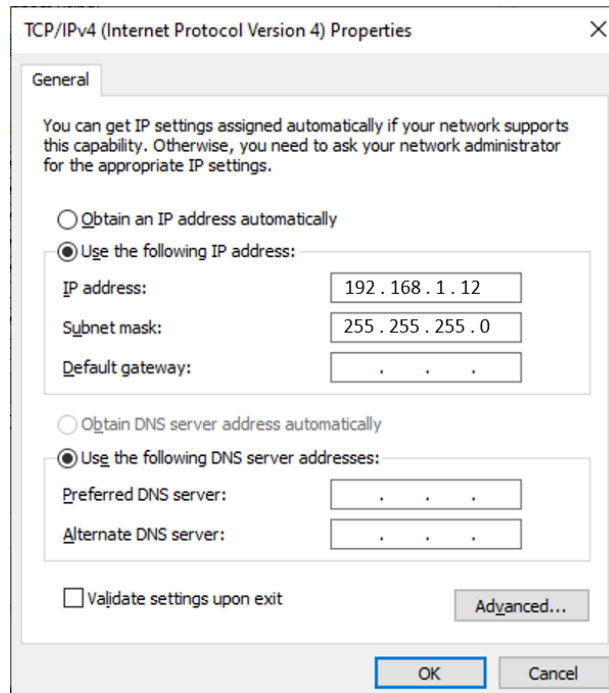 TCP/IPv4 (Internet Protocol Version 4) Properties
General
You can get IP settings assigned automatically if your network supports
this capability. Otherwise, you need to ask your network administrator
for the appropriate IP settings.
Obtain an IP address automatically
Use the following IP address:
IP address: 192 . 168 . 1 . 12
Subnet mask: 255 . 255 . 255 . 0
Default gateway: . . .
Obtain DNS server address automatically
Use the following DNS server addresses:
Preferred DNS server: . . .
Alternate DNS server: . . .
Validate settings upon exit
Advanced...
OK Cancel